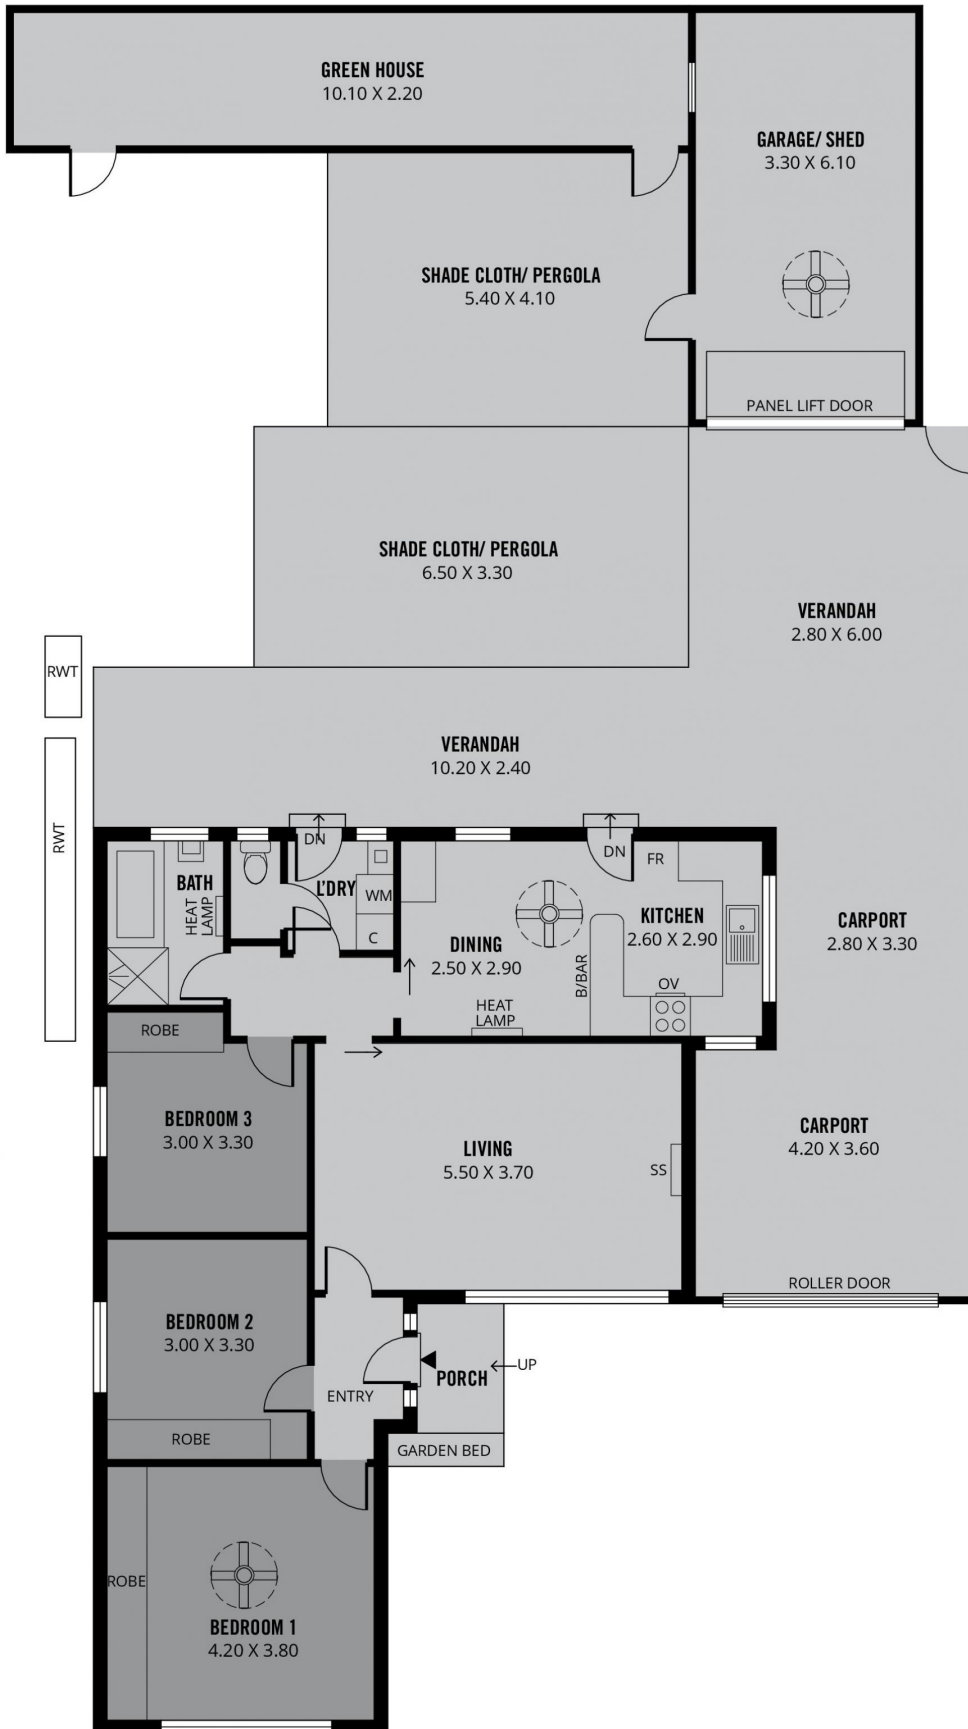 GREEN HOUSE
10.10 X 2.20
GARAGE/ SHED
3.30 X 6.10
SHADE CLOTH/ PERGOLA
5.40 X 4.10
PANEL LIFT DOOR
SHADE CLOTH/ PERGOLA
6.50 X 3.30
VERANDAH
2.80 X 6.00
RWT
VERANDAH
10.20 X 2.40
RWT
DN
DN
FR
BATH
HEAT
LAMP
L'DRY
WM
C
DINING
2.50 X 2.90
HEAT
LAMP
B/BAR
KITCHEN
2.60 X 2.90
OV
CARPORT
2.80 X 3.30
ROBE
BEDROOM 3
3.00 X 3.30
LIVING
5.50 X 3.70
SS
CARPORT
4.20 X 3.60
ROLLER DOOR
BEDROOM 2
3.00 X 3.30
ROBE
ENTRY
PORCH
UP
GARDEN BED
ROBE
BEDROOM 1
4.20 X 3.80